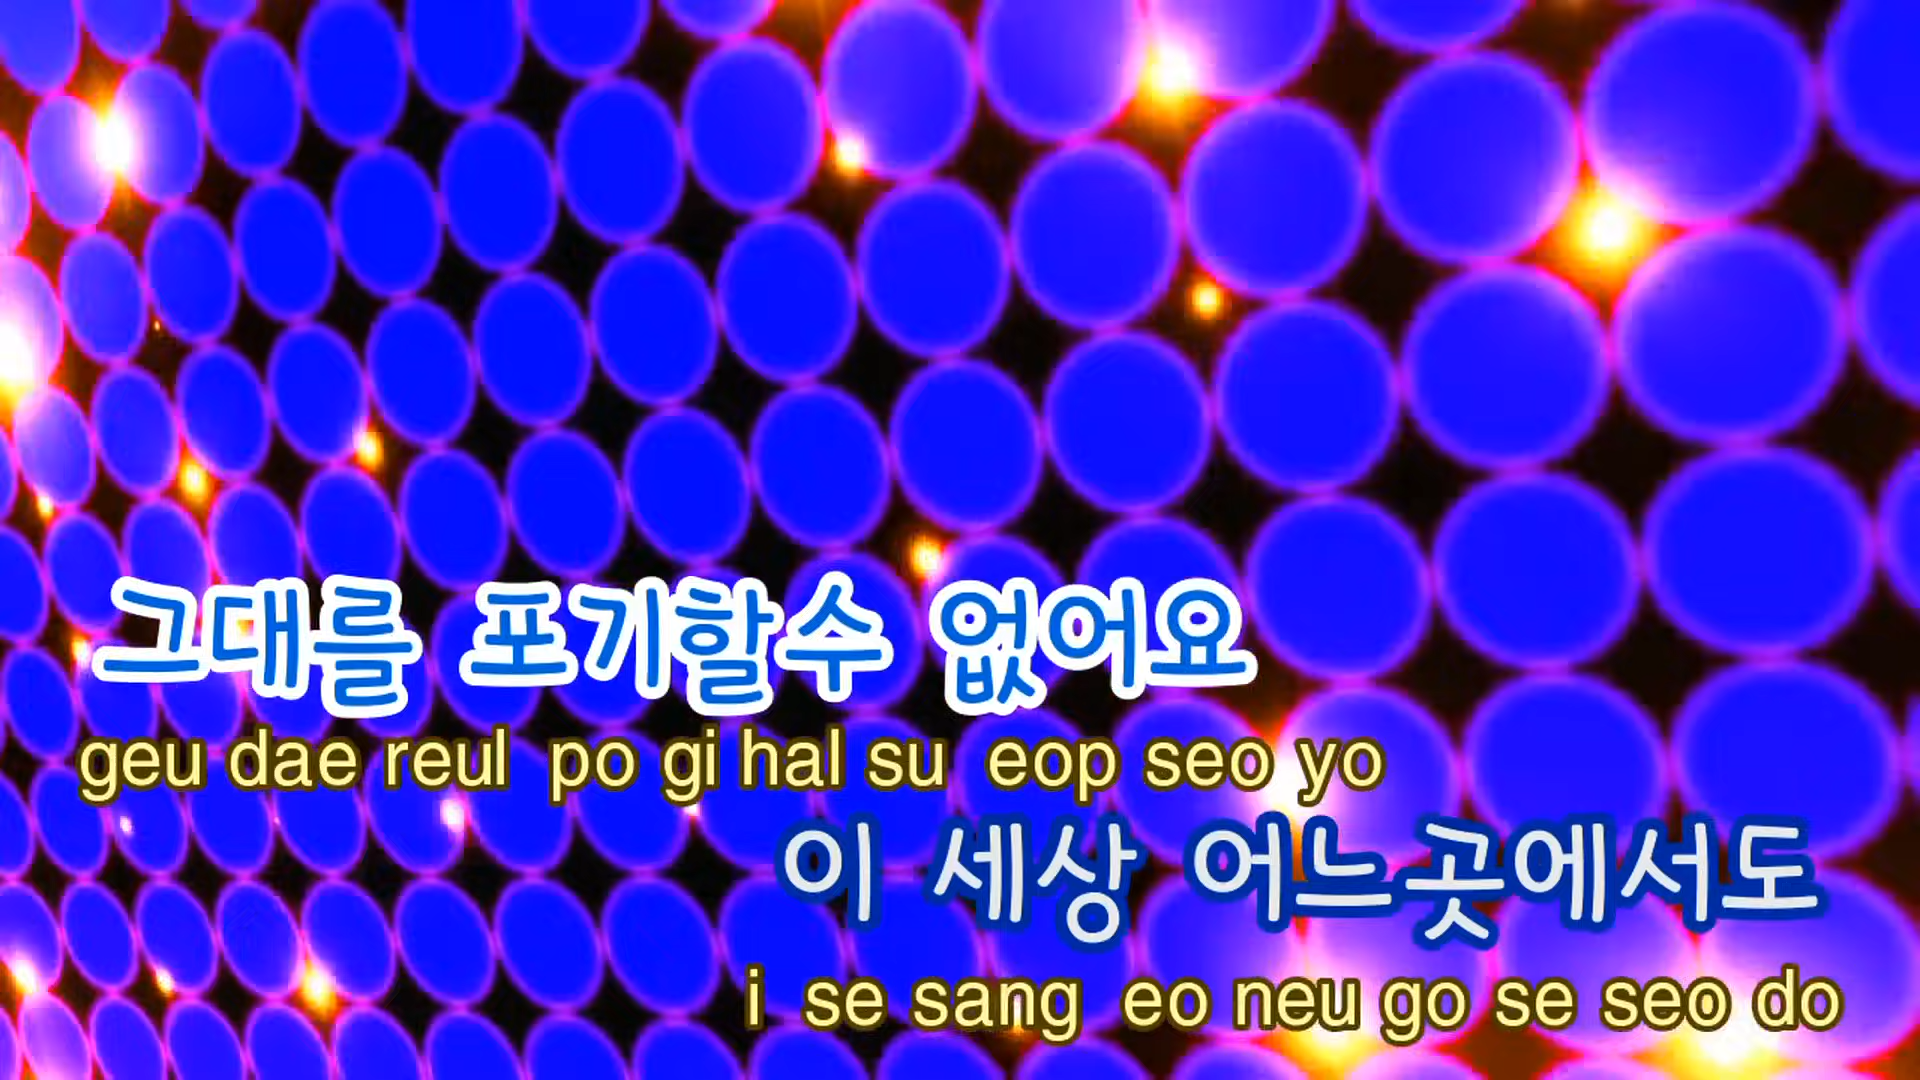 그대를 포기할수 없어요
geu dae reul po gi hal su eop seo yo
이 세상 어느곳에서도
i se sang eo neu go se seo do